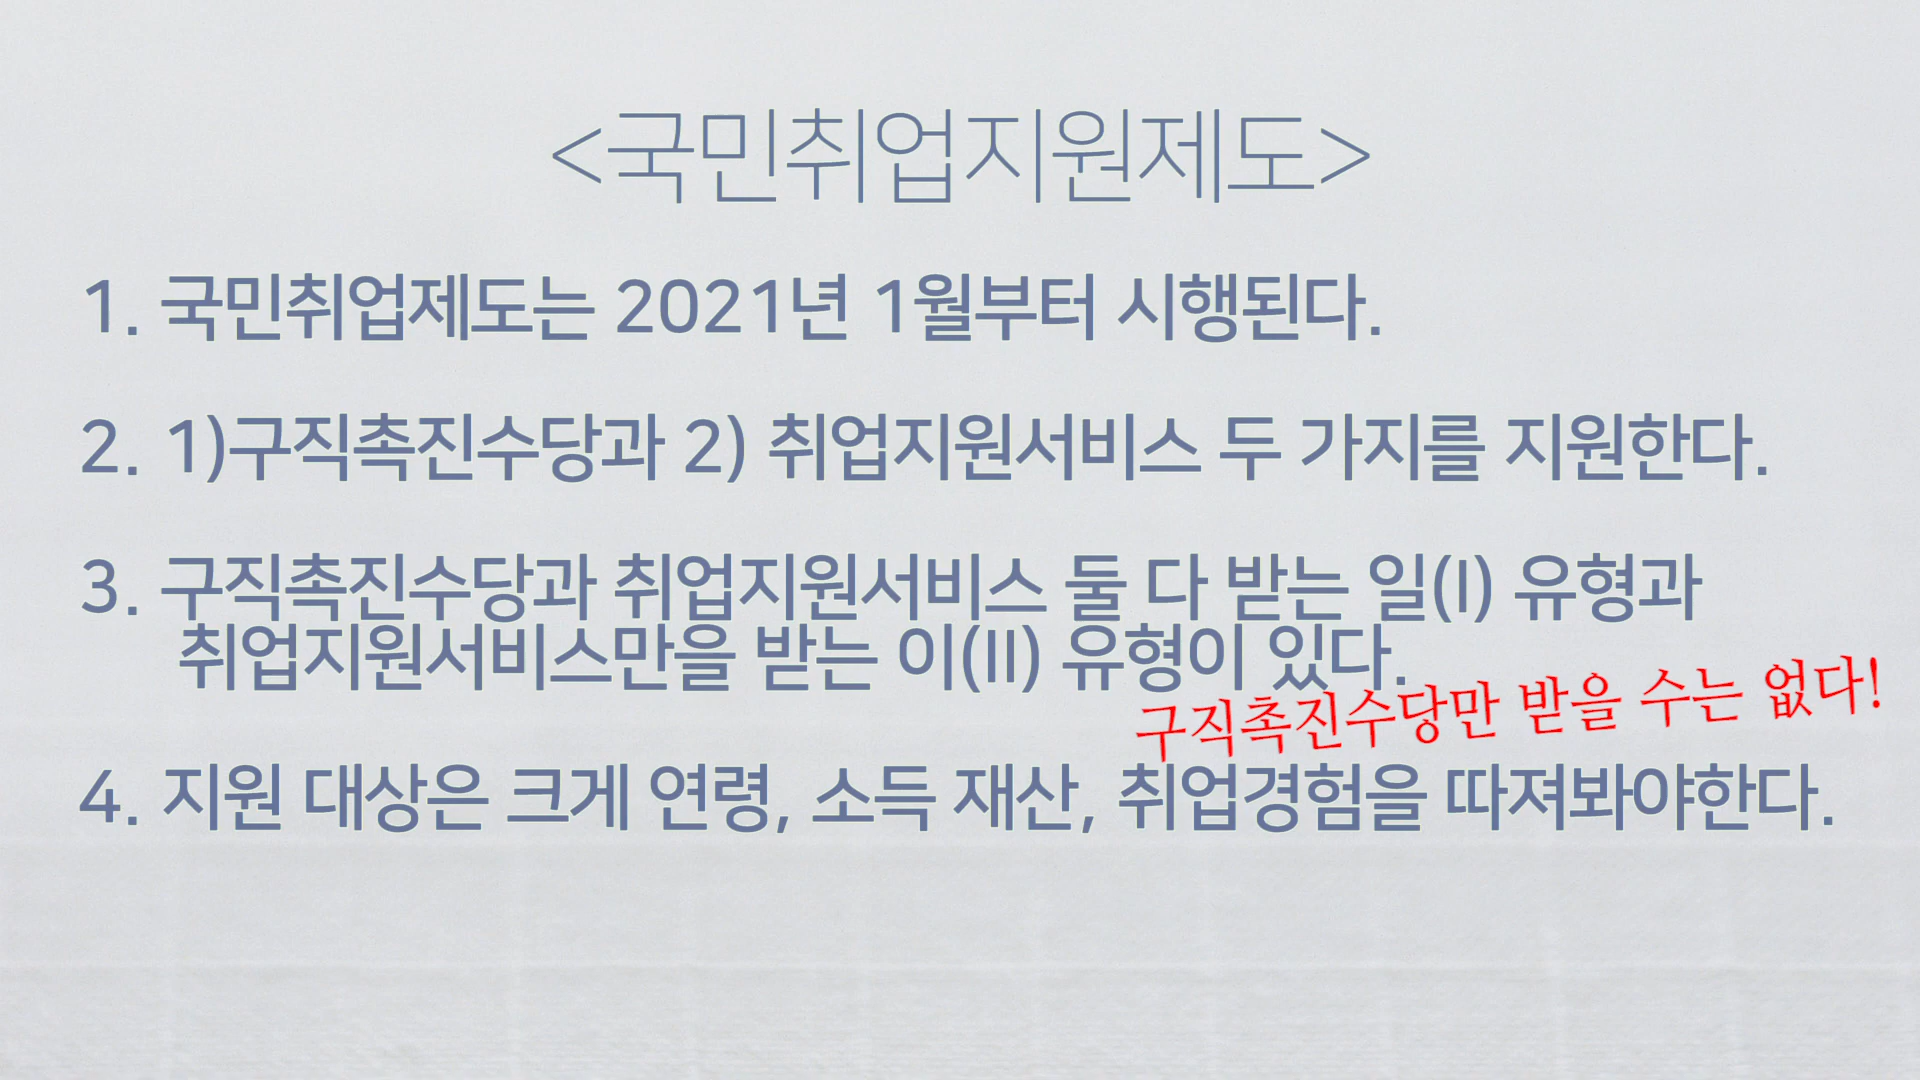 <국민취업지원제도>
1. 국민취업제도는 2021년 1월부터 시행된다.
2. 1)구직촉진수당과 2) 취업지원서비스 두 가지를 지원한다.
3. 구직촉진수당과 취업지원서비스 둘 다 받는 일(I) 유형과
취업지원서비스만을 받는 이(II) 유형이 있다.
구직촉진수당만 받을 수는 없다!
4. 지원 대상은 크게 연령, 소득 재산, 취업경험을 따져봐야한다.